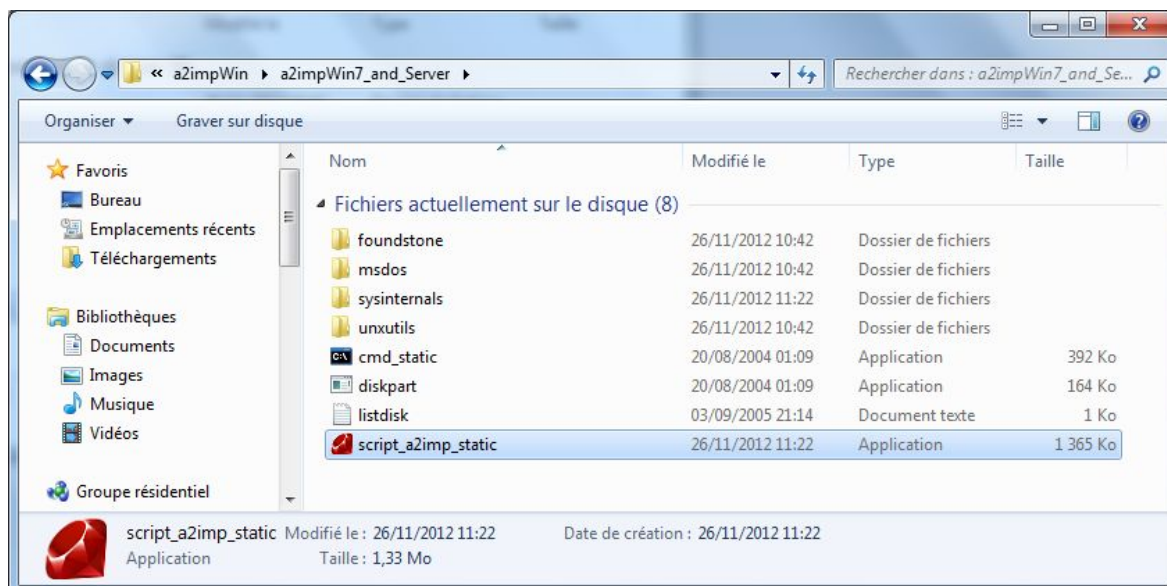 « a2impWin ▸ a2impWin7_and_Server ▸ Rechercher dans : a2impWin7_and_Se...
Organiser ▾ Graver sur disque
Favoris
Bureau
Emplacements récents
Téléchargements
Bibliothèques
Documents
Images
Musique
Vidéos
Groupe résidentiel
Nom Modifié le Type Taille
Fichiers actuellement sur le disque (8)
foundstone 26/11/2012 10:42 Dossier de fichiers
msdos 26/11/2012 10:42 Dossier de fichiers
sysinternals 26/11/2012 11:22 Dossier de fichiers
unxutils 26/11/2012 10:42 Dossier de fichiers
cmd_static 20/08/2004 01:09 Application 392 Ko
diskpart 20/08/2004 01:09 Application 164 Ko
listdisk 03/09/2005 21:14 Document texte 1 Ko
script_a2imp_static 26/11/2012 11:22 Application 1 365 Ko
script_a2imp_static Modifié le : 26/11/2012 11:22 Date de création : 26/11/2012 11:22
Application Taille : 1,33 Mo